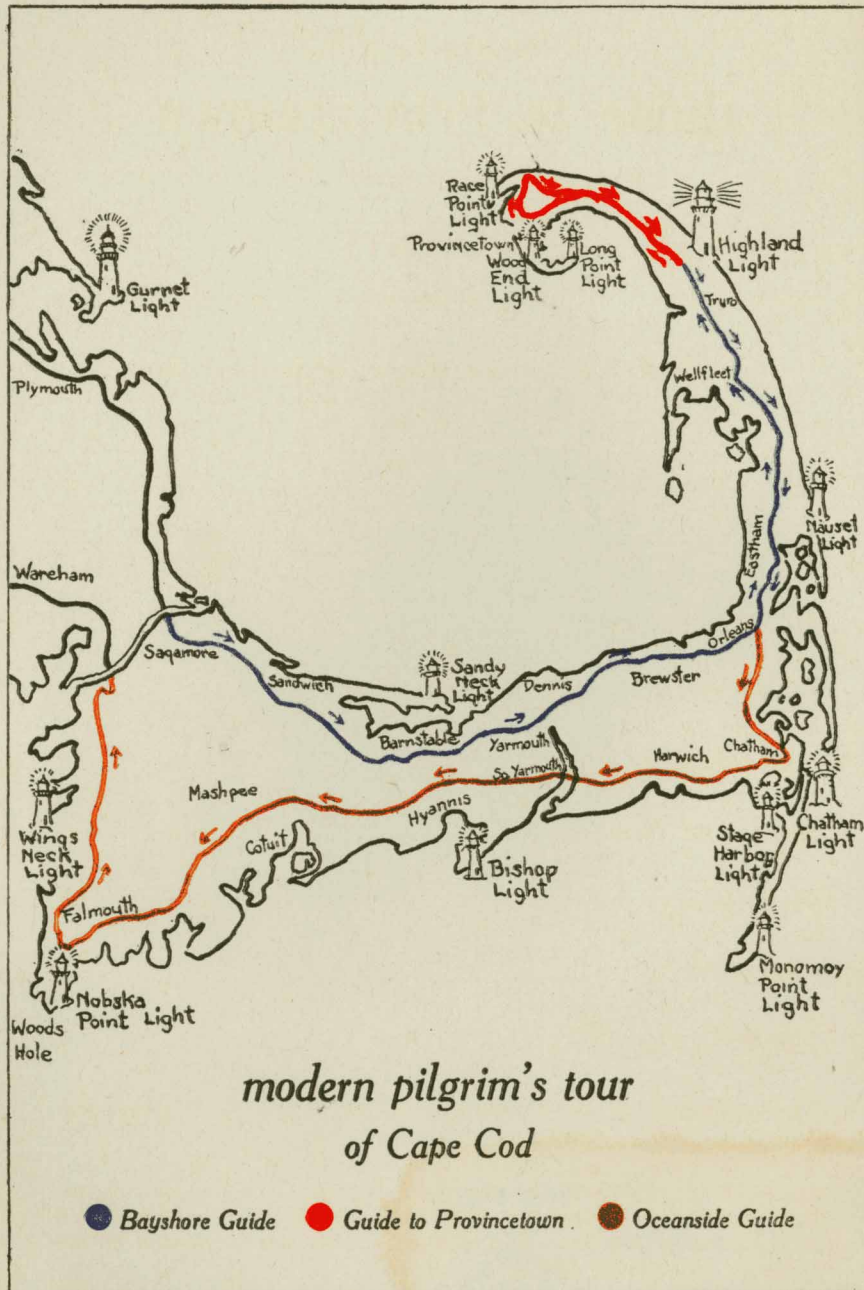 Race
Point
Light
Provincetown
Wood
End
Light
Long
Point
Light
Highland
Light
Gurnet
Light
Truro
Plymouth
Wellfleet
Nauset
Light
Eastham
Wareham
Orleans
Sagamore
Sandwich
Sandy
Neck
Light
Dennis
Brewster
Barnstable
Yarmouth
So. Yarmouth
Harwich
Chatham
Mashpee
Hyannis
Cotuit
Wings
Neck
Light
Bishop
Light
Stage
Harbor
Light
Chatham
Light
Falmouth
Monomoy
Point
Light
Nobska
Point Light
Woods
Hole
modern pilgrim's tour
of Cape Cod
Bayshore Guide
Guide to Provincetown .
Oceanside Guide